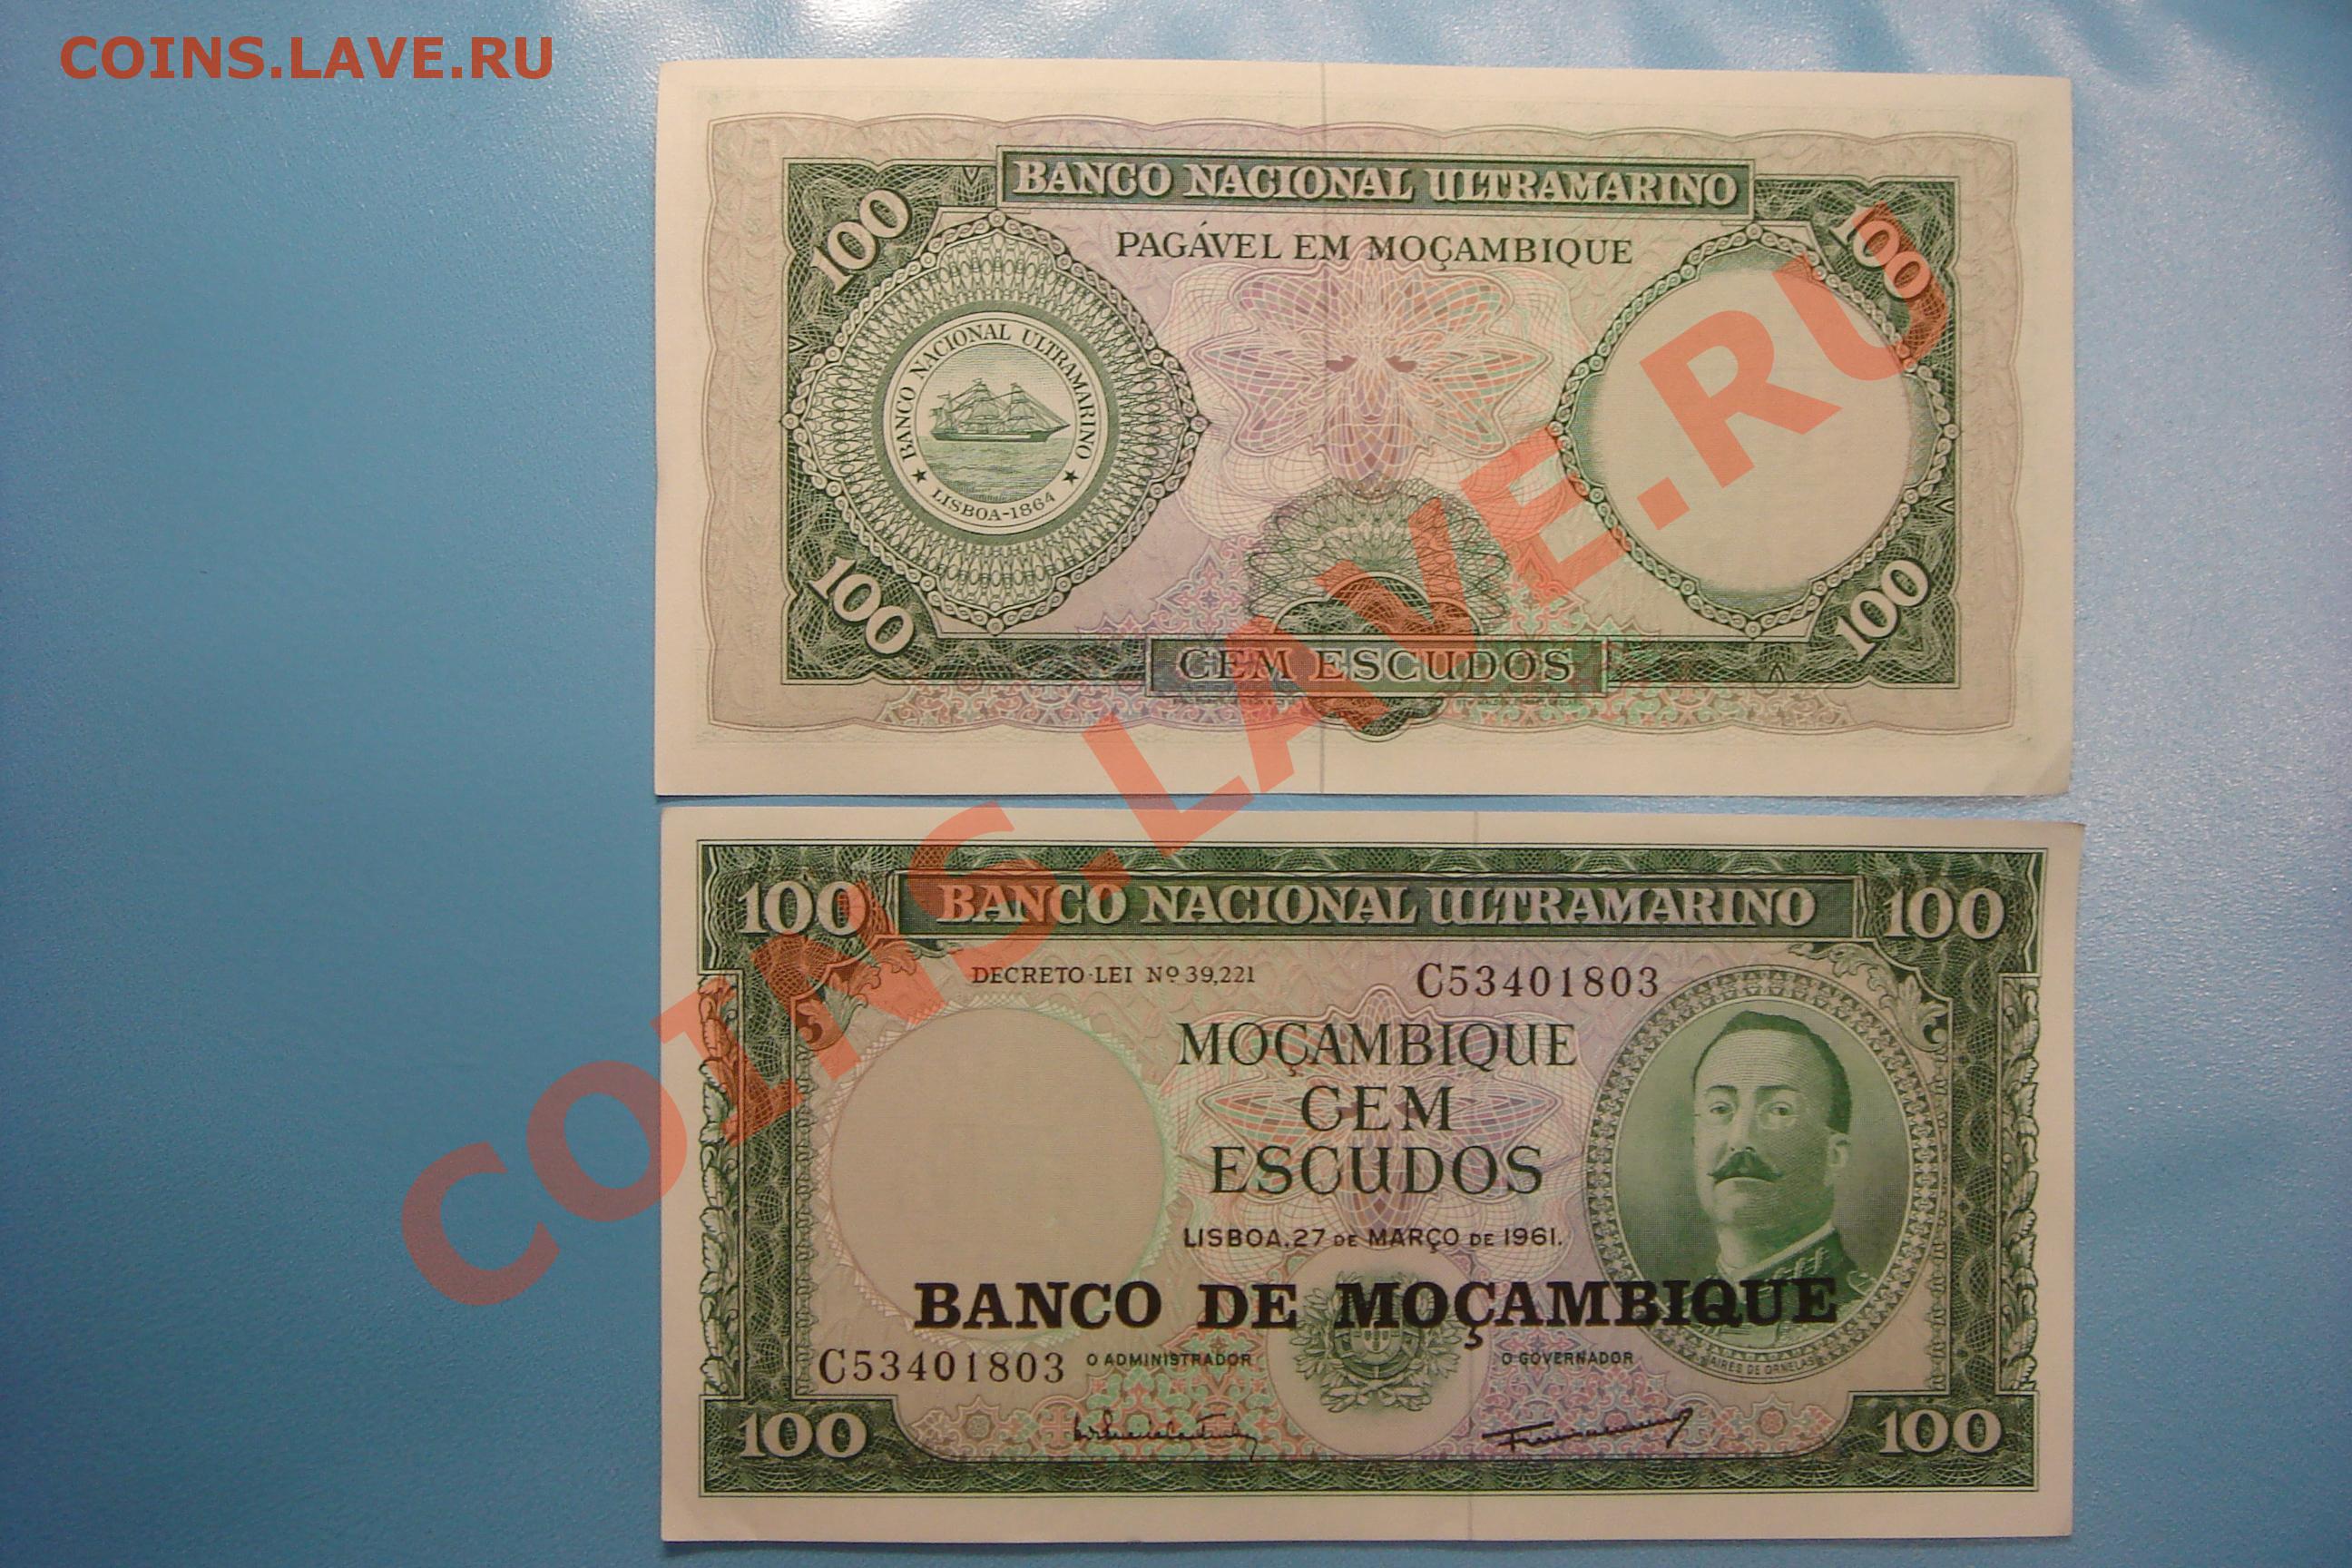 COINS.LAVE.RU
BANCO NACIONAL ULTRAMARINO
100
100
PAGÁVEL EM MOÇAMBIQUE
BANCO NACIONAL ULTRAMARINO
★ LISBOA-1864 ★
100
100
CEM ESCUDOS
COINS.LAVE.RU
100
BANCO NACIONAL ULTRAMARINO
100
DECRETO-LEI Nº 39,221
C53401803
MOÇAMBIQUE
CEM
ESCUDOS
LISBOA, 27 DE MARÇO DE 1961.
BANCO DE MOÇAMBIQUE
C53401803
O ADMINISTRADOR
O GOVERNADOR
AIRES DE ORNELAS
100
100